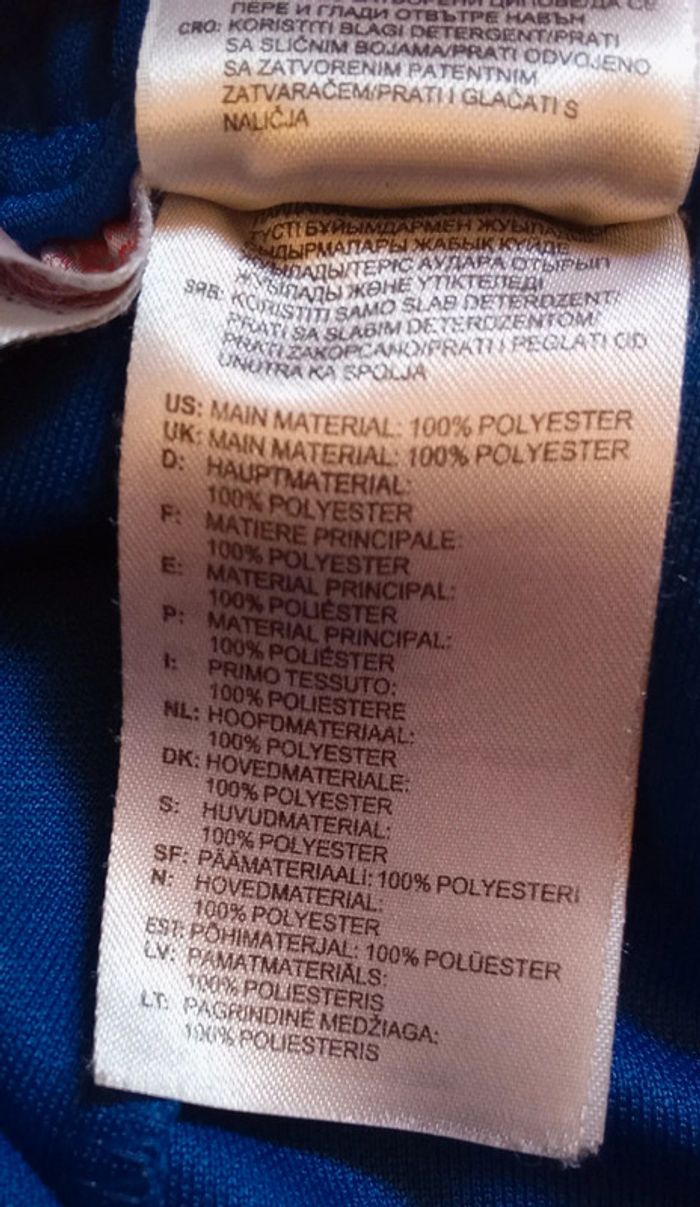 ПЕРЕ И ГЛАДИ ОТВЪТРЕ НАВЪН
CRO: KORISTITI BLAGI DETERGENT/PRATI
SA SLIČNIM BOJAMA/PRATI ODVOJENO
SA ZATVORENIM PATENTNIM
ZATVARAČEM/PRATI I GLAČATI S
NALIČJA
БҰЙЫМДАРМЕН
ЖАБЫҚ КҮЙДЕ
АУДАРА ОТЫРЫП
ЖУЫЛАДЫ ЖӘНЕ ҮТІКТЕЛЕДІ
SRB: KORISTITI SAMO SLAB DETERDZENT/
PRATI SA SLABIM DETERDZENTOM/
PRATI ZAKOPCANO/PRATI I PEGLATI OD
UNUTRA KA SPOLJA
US: MAIN MATERIAL: 100% POLYESTER
UK: MAIN MATERIAL: 100% POLYESTER
D: HAUPTMATERIAL:
100% POLYESTER
F: MATIERE PRINCIPALE:
100% POLYESTER
E: MATERIAL PRINCIPAL:
100% POLIÉSTER
P: MATERIAL PRINCIPAL:
100% POLIÉSTER
I: PRIMO TESSUTO:
100% POLIESTERE
NL: HOOFDMATERIAAL:
100% POLYESTER
DK: HOVEDMATERIALE:
100% POLYESTER
S: HUVUDMATERIAL:
100% POLYESTER
SF: PÄÄMATERIAALI: 100% POLYESTERI
N: HOVEDMATERIAL:
100% POLYESTER
EST: PÕHIMATERJAL: 100% POLÜESTER
LV: PAMATMATERIĀLS:
100% POLIESTERIS
LT: PAGRINDINĖ MEDŽIAGA:
100% POLIESTERIS